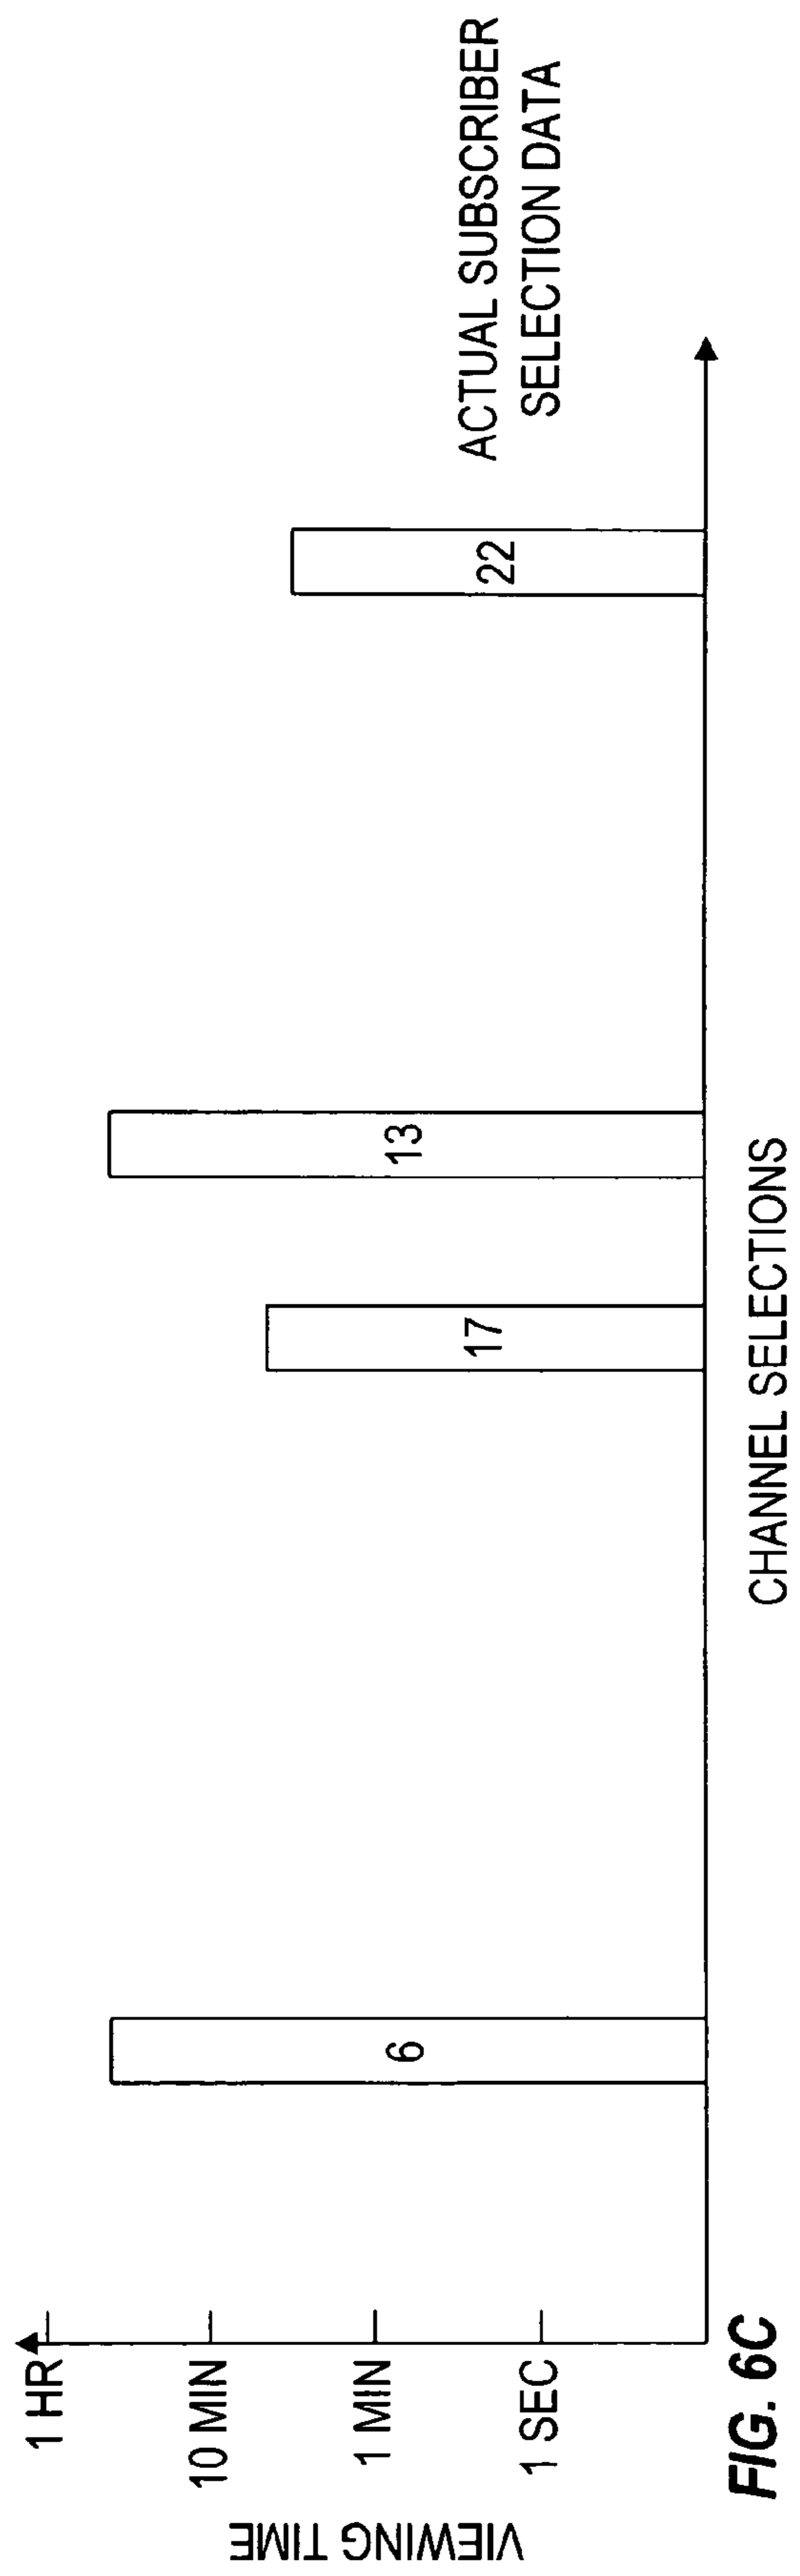 VIEWING TIME
1 HR
10 MIN
1 MIN
1 SEC
6
17
13
22
ACTUAL SUBSCRIBER
SELECTION DATA
CHANNEL SELECTIONS
FIG. 6C